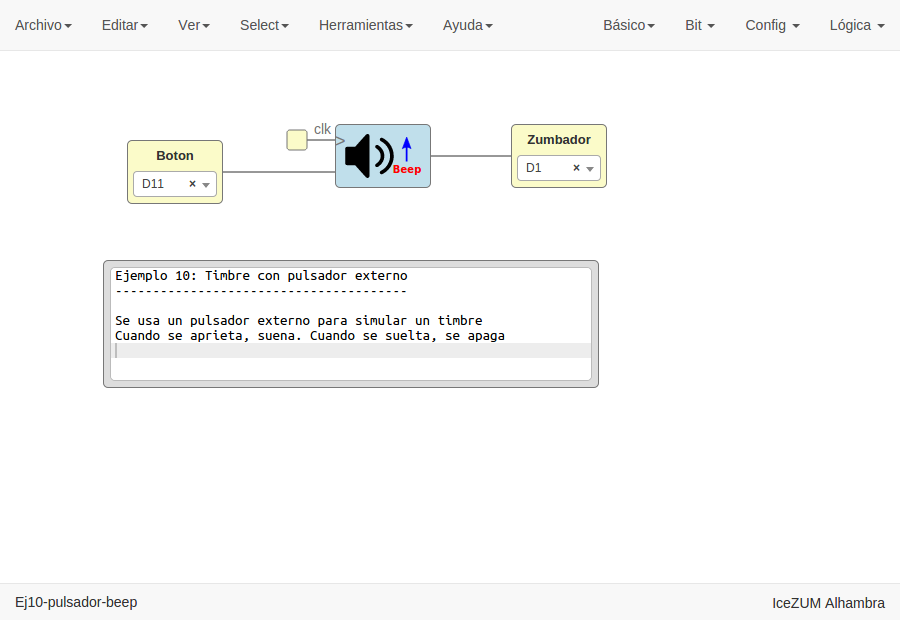 Archivo Editar Ver Select Herramientas Ayuda Básico Bit Config Lógica
clk
Boton
D11 ×
Beep
Zumbador
D1 ×
Ejemplo 10: Timbre con pulsador externo
---------------------------------------
Se usa un pulsador externo para simular un timbre
Cuando se aprieta, suena. Cuando se suelta, se apaga
Ej10-pulsador-beep
IceZUM Alhambra